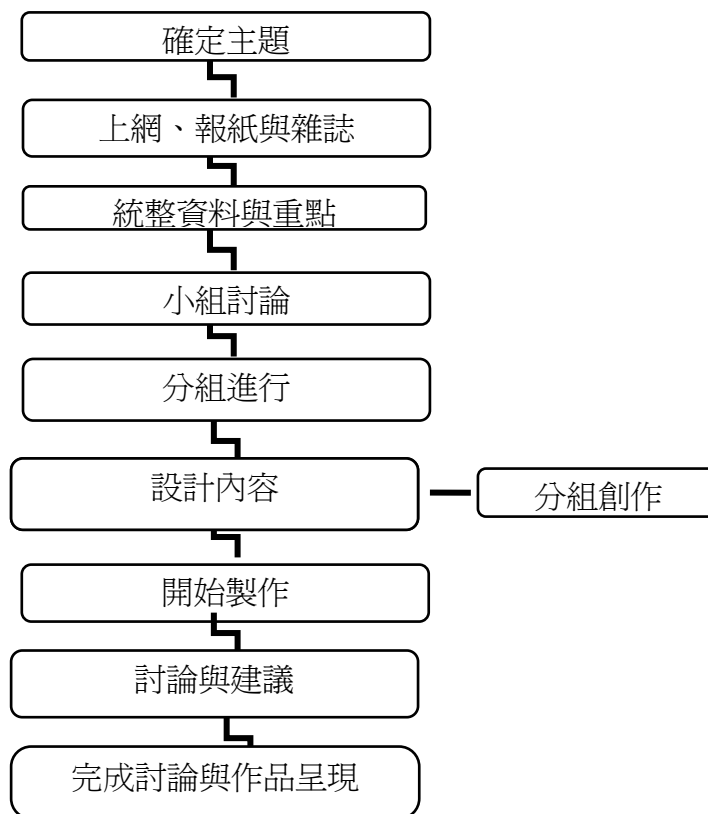 確定主題
上網、報紙與雜誌
統整資料與重點
小組討論
分組進行
設計內容
分組創作
開始製作
討論與建議
完成討論與作品呈現